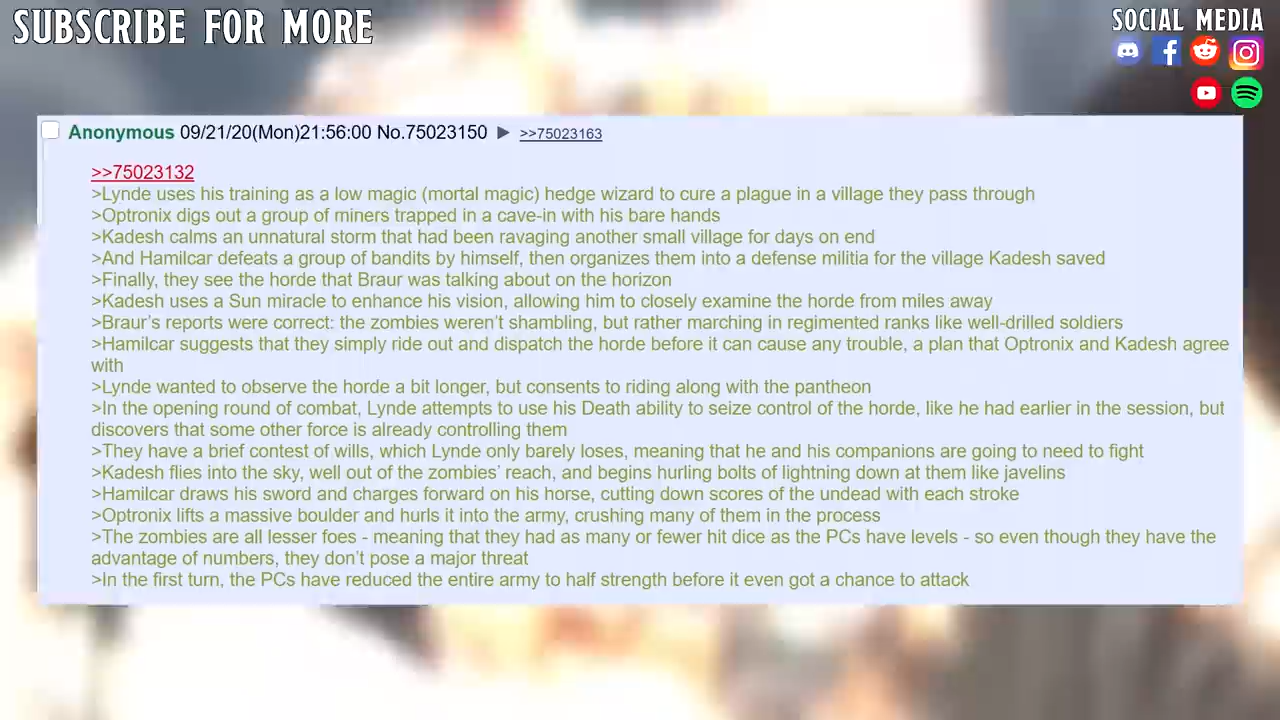 SUBSCRIBE FOR MORE
SOCIAL MEDIA
Anonymous 09/21/20(Mon)21:56:00 No.75023150 ▶ >>75023163
>>75023132
>Lynde uses his training as a low magic (mortal magic) hedge wizard to cure a plague in a village they pass through
>Optronix digs out a group of miners trapped in a cave-in with his bare hands
>Kadesh calms an unnatural storm that had been ravaging another small village for days on end
>And Hamilcar defeats a group of bandits by himself, then organizes them into a defense militia for the village Kadesh saved
>Finally, they see the horde that Braur was talking about on the horizon
>Kadesh uses a Sun miracle to enhance his vision, allowing him to closely examine the horde from miles away
>Braur's reports were correct: the zombies weren't shambling, but rather marching in regimented ranks like well-drilled soldiers
>Hamilcar suggests that they simply ride out and dispatch the horde before it can cause any trouble, a plan that Optronix and Kadesh agree
with
>Lynde wanted to observe the horde a bit longer, but consents to riding along with the pantheon
>In the opening round of combat, Lynde attempts to use his Death ability to seize control of the horde, like he had earlier in the session, but
discovers that some other force is already controlling them
>They have a brief contest of wills, which Lynde only barely loses, meaning that he and his companions are going to need to fight
>Kadesh flies into the sky, well out of the zombies' reach, and begins hurling bolts of lightning down at them like javelins
>Hamilcar draws his sword and charges forward on his horse, cutting down scores of the undead with each stroke
>Optronix lifts a massive boulder and hurls it into the army, crushing many of them in the process
>The zombies are all lesser foes - meaning that they had as many or fewer hit dice as the PCs have levels - so even though they have the
advantage of numbers, they don't pose a major threat
>In the first turn, the PCs have reduced the entire army to half strength before it even got a chance to attack